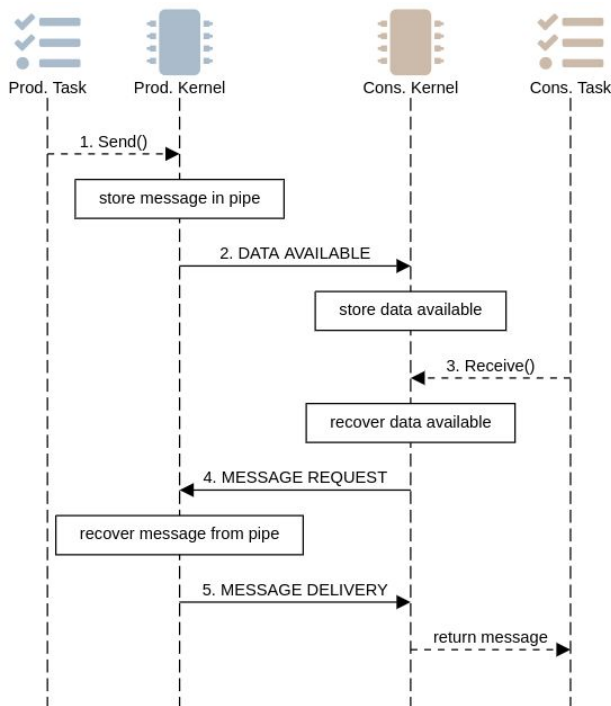 Prod. Task
Prod. Kernel
Cons. Kernel
Cons. Task
1. Send()
store message in pipe
2. DATA AVAILABLE
store data available
3. Receive()
recover data available
4. MESSAGE REQUEST
recover message from pipe
5. MESSAGE DELIVERY
return message